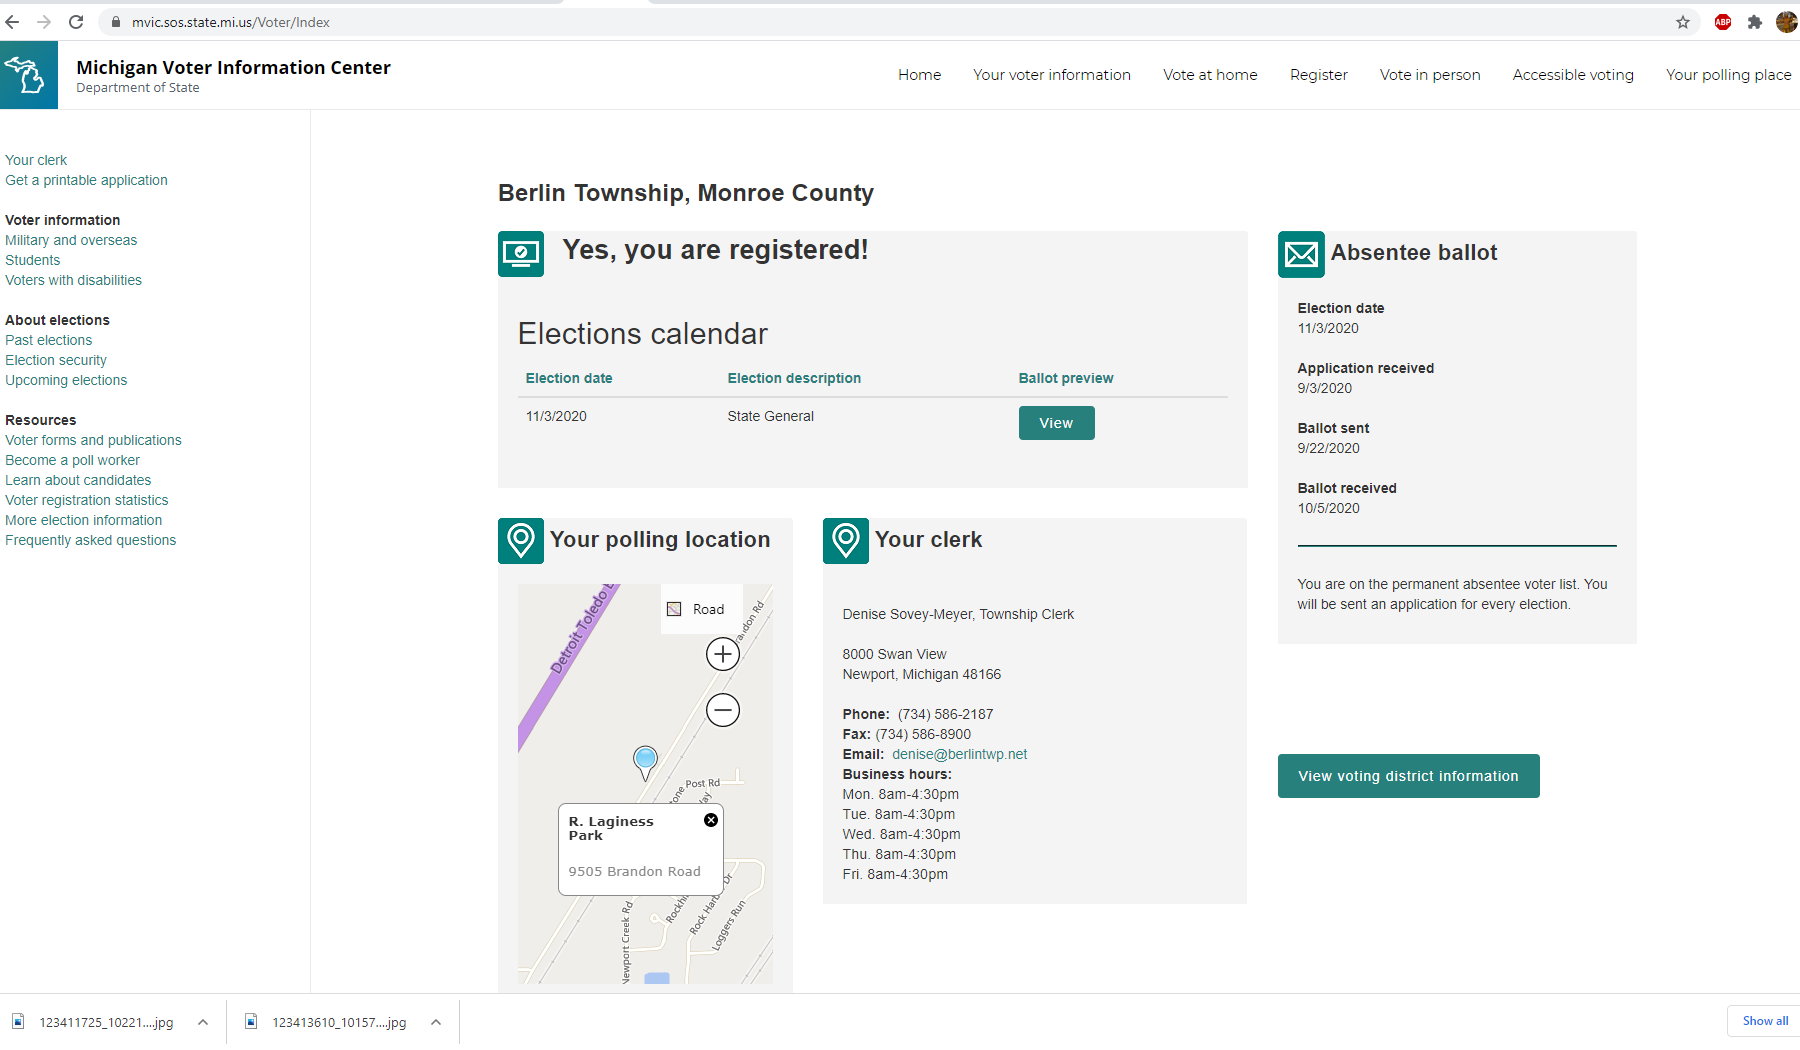 mvic.sos.state.mi.us/Voter/Index
ABP
Michigan Voter Information Center
Department of State
Home
Your voter information
Vote at home
Register
Vote in person
Accessible voting
Your polling place
Your clerk
Get a printable application
Voter information
Military and overseas
Students
Voters with disabilities
About elections
Past elections
Election security
Upcoming elections
Resources
Voter forms and publications
Become a poll worker
Learn about candidates
Voter registration statistics
More election information
Frequently asked questions
Berlin Township, Monroe County
Yes, you are registered!
Elections calendar
Election date Election description Ballot preview
11/3/2020 State General View
Absentee ballot
Election date
11/3/2020
Application received
9/3/2020
Ballot sent
9/22/2020
Ballot received
10/5/2020
You are on the permanent absentee voter list. You
will be sent an application for every election.
View voting district information
Your polling location
Road
Detroit Toledo
Post Rd
R. Laginess
Park
9505 Brandon Road
Newport Creek Rd
Rock Har
Dr
Loggers Run
Your clerk
Denise Sovey-Meyer, Township Clerk
8000 Swan View
Newport, Michigan 48166
Phone: (734) 586-2187
Fax: (734) 586-8900
Email: denise@berlintwp.net
Business hours:
Mon. 8am-4:30pm
Tue. 8am-4:30pm
Wed. 8am-4:30pm
Thu. 8am-4:30pm
Fri. 8am-4:30pm
123411725_10221....jpg
123413610_10157....jpg
Show all